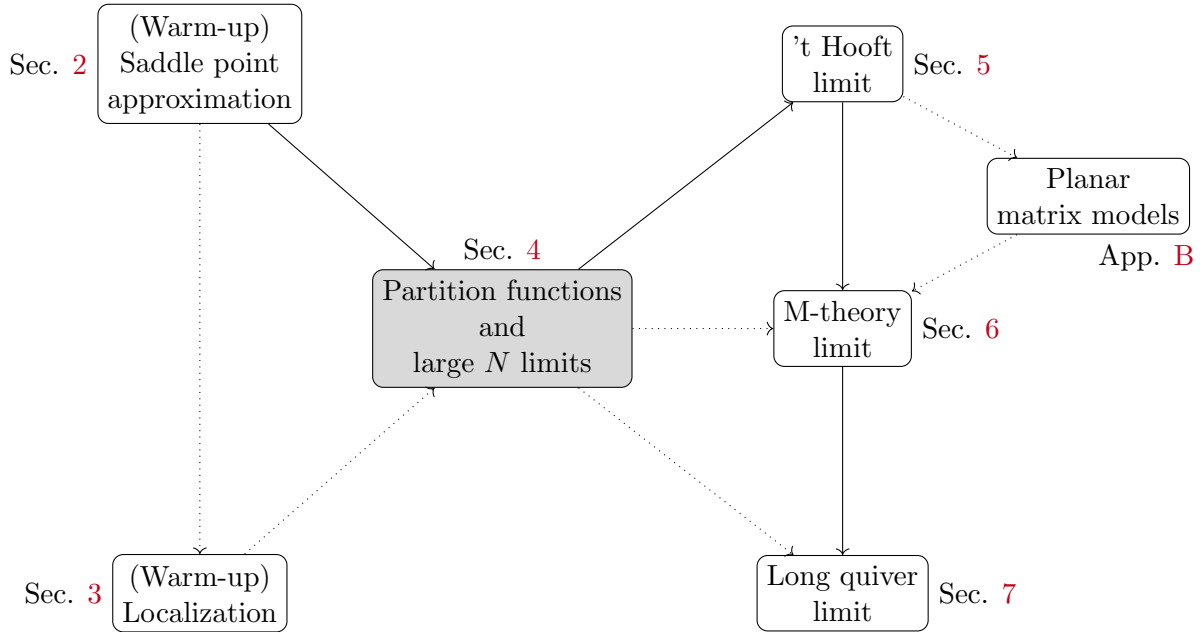 (Warm-up)
Saddle point
approximation
Sec. 2
't Hooft
limit
Sec. 5
Planar
matrix models
App. B
Sec. 4
Partition functions
and
large N limits
M-theory
limit
Sec. 6
Sec. 3
(Warm-up)
Localization
Long quiver
limit
Sec. 7